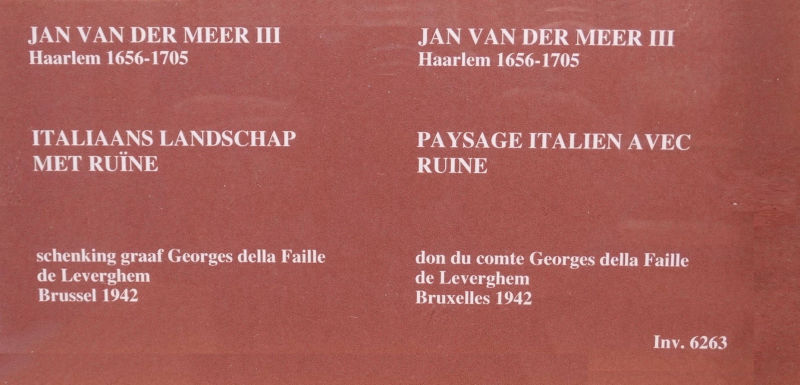 JAN VAN DER MEER III
Haarlem 1656-1705
ITALIAANS LANDSCHAP
MET RUÏNE
schenking graaf Georges della Faille
de Leverghem
Brussel 1942
JAN VAN DER MEER III
Haarlem 1656-1705
PAYSAGE ITALIEN AVEC
RUINE
don du comte Georges della Faille
de Leverghem
Bruxelles 1942
Inv. 6263